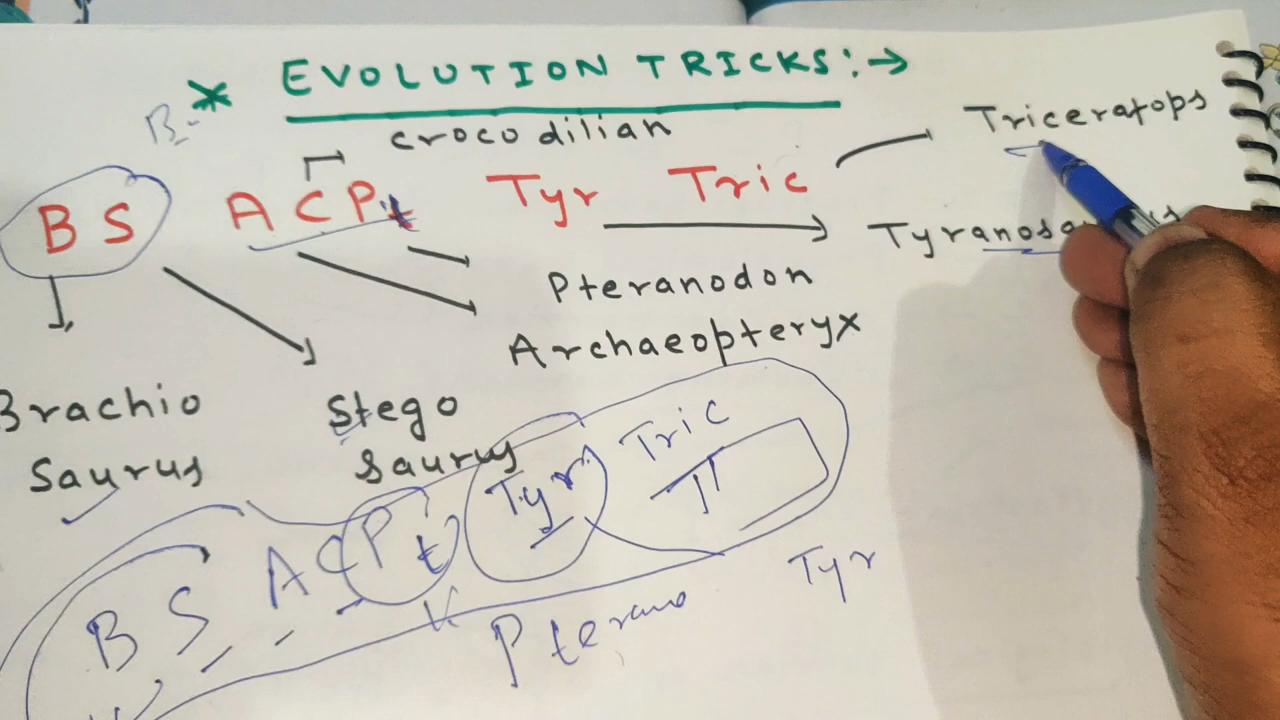 * EVOLUTION TRICKS:→
B-
crocodilian
Triceratops
BS ACPt Tyr Tric
Pteranodon
Archaeopteryx
Brachio
Saurus
Stego
Saurus
BS ACPt Tyr Tric
Pterano
Tyr